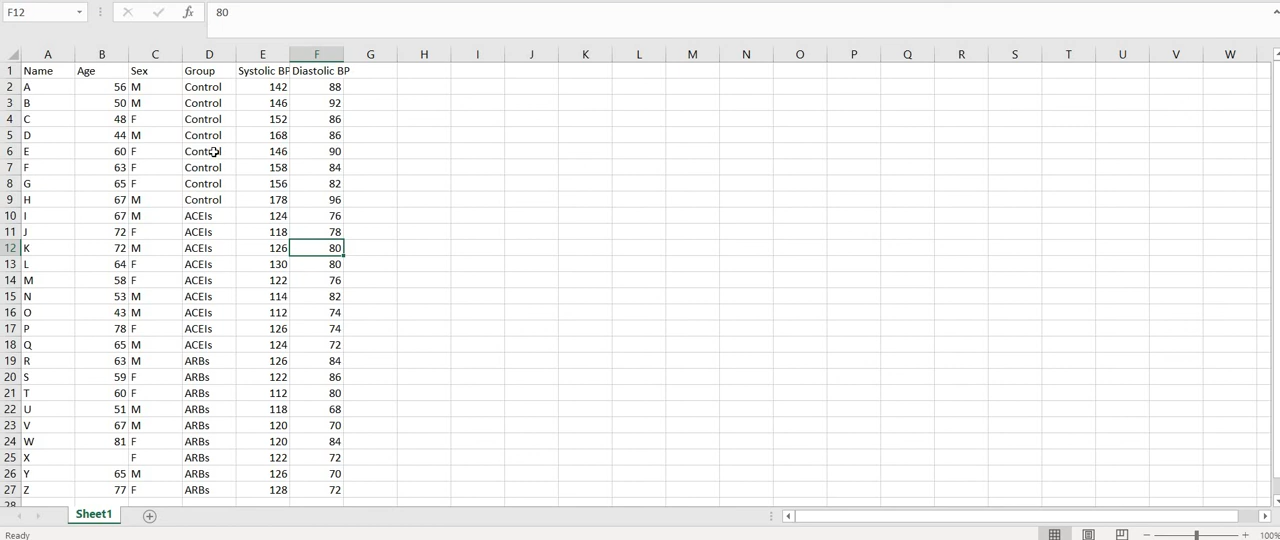 F12 fx 80
A B C D E F G H I J K L M N O P Q R S T U V W
1 Name Age Sex Group Systolic BP Diastolic BP
2 A 56 M Control 142 88
3 B 50 M Control 146 92
4 C 48 F Control 152 86
5 D 44 M Control 168 86
6 E 60 F Control 146 90
7 F 63 F Control 158 84
8 G 65 F Control 156 82
9 H 67 M Control 178 96
10 I 67 M ACEIs 124 76
11 J 72 F ACEIs 118 78
12 K 72 M ACEIs 126 80
13 L 64 F ACEIs 130 80
14 M 58 F ACEIs 122 76
15 N 53 M ACEIs 114 82
16 O 43 M ACEIs 112 74
17 P 78 F ACEIs 126 74
18 Q 65 M ACEIs 124 72
19 R 63 M ARBs 126 84
20 S 59 F ARBs 122 86
21 T 60 F ARBs 112 80
22 U 51 M ARBs 118 68
23 V 67 M ARBs 120 70
24 W 81 F ARBs 120 84
25 X F ARBs 122 72
26 Y 65 M ARBs 126 70
27 Z 77 F ARBs 128 72
28
Sheet1
Ready 100%